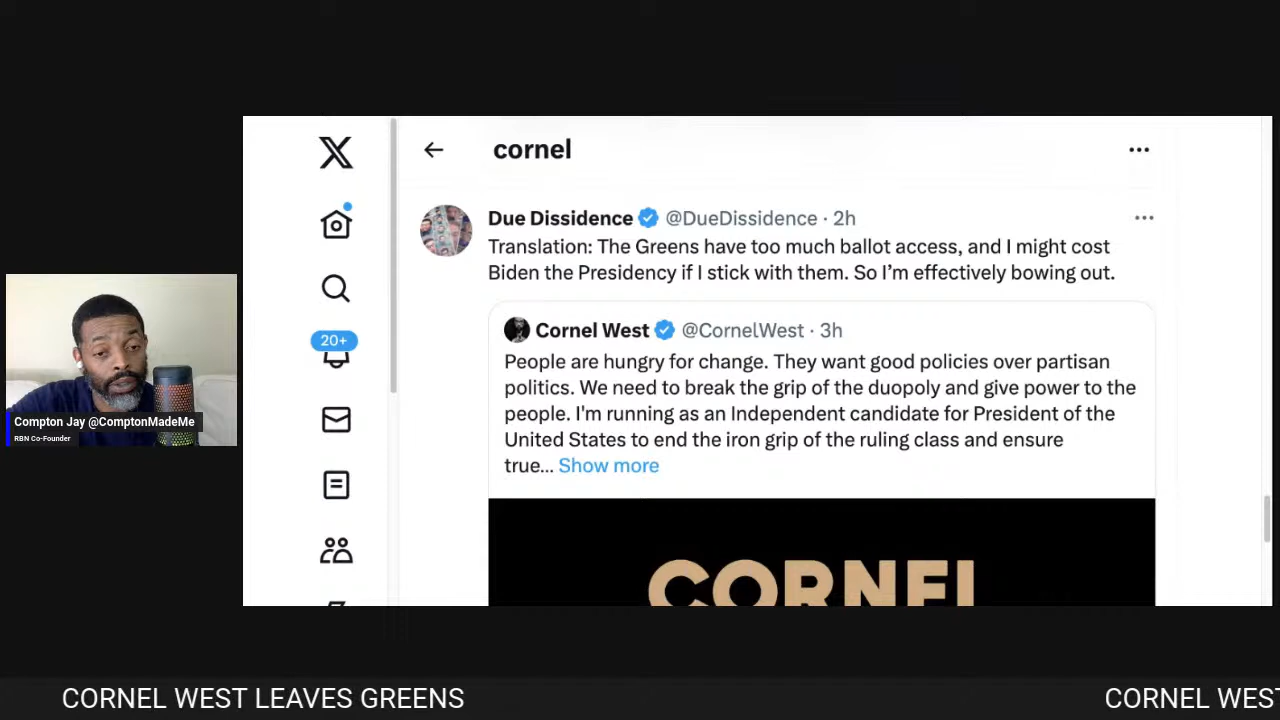 cornel
Due Dissidence @DueDissidence · 2h
Translation: The Greens have too much ballot access, and I might cost
Biden the Presidency if I stick with them. So I’m effectively bowing out.
20+
Cornel West @CornelWest · 3h
People are hungry for change. They want good policies over partisan
politics. We need to break the grip of the duopoly and give power to the
people. I'm running as an Independent candidate for President of the
United States to end the iron grip of the ruling class and ensure
true... Show more
CORNEL
Compton Jay @ComptonMadeMe
RBN Co-Founder
CORNEL WEST LEAVES GREENS
CORNEL WEST